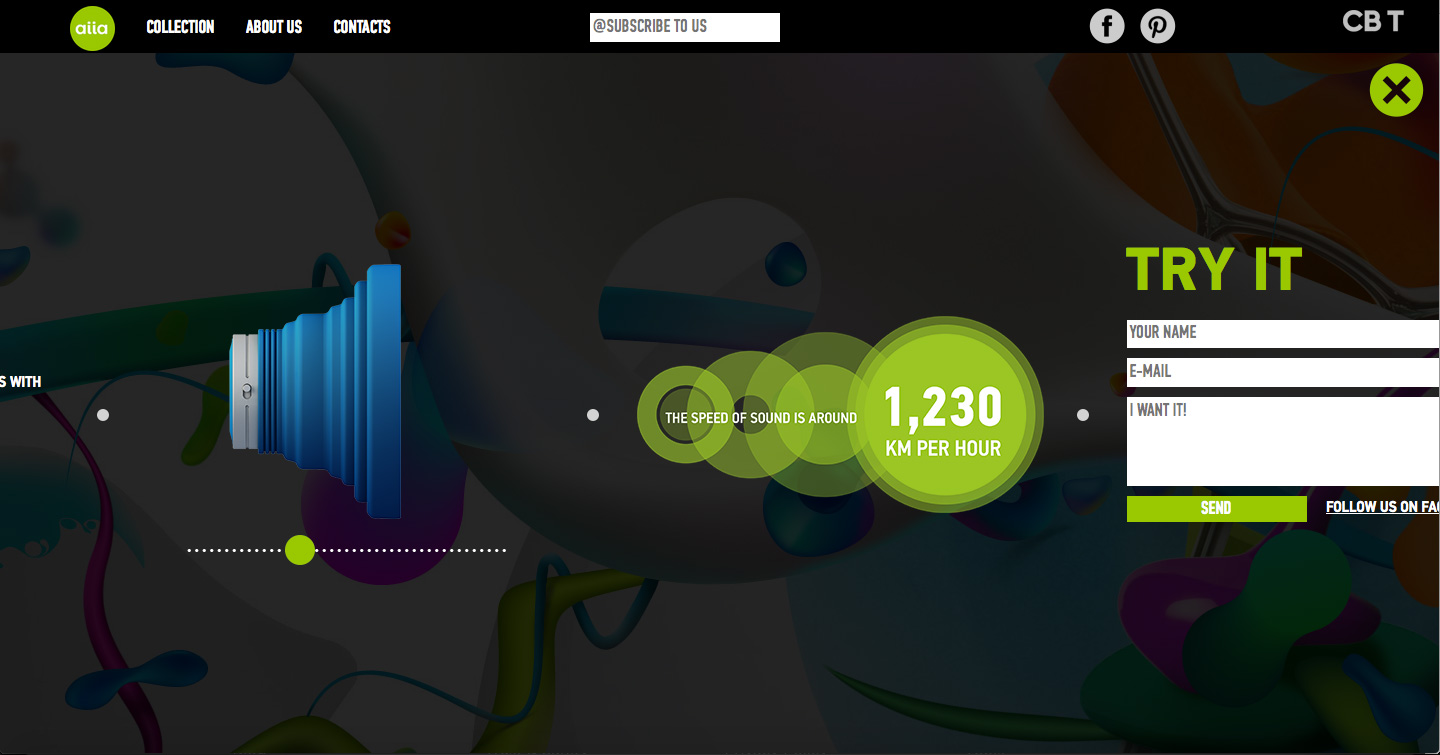 aiia
COLLECTION
ABOUT US
CONTACTS
@SUBSCRIBE TO US
f
CB T
S WITH
THE SPEED OF SOUND IS AROUND
1,230
KM PER HOUR
TRY IT
YOUR NAME
E-MAIL
I WANT IT!
SEND
FOLLOW US ON FAC